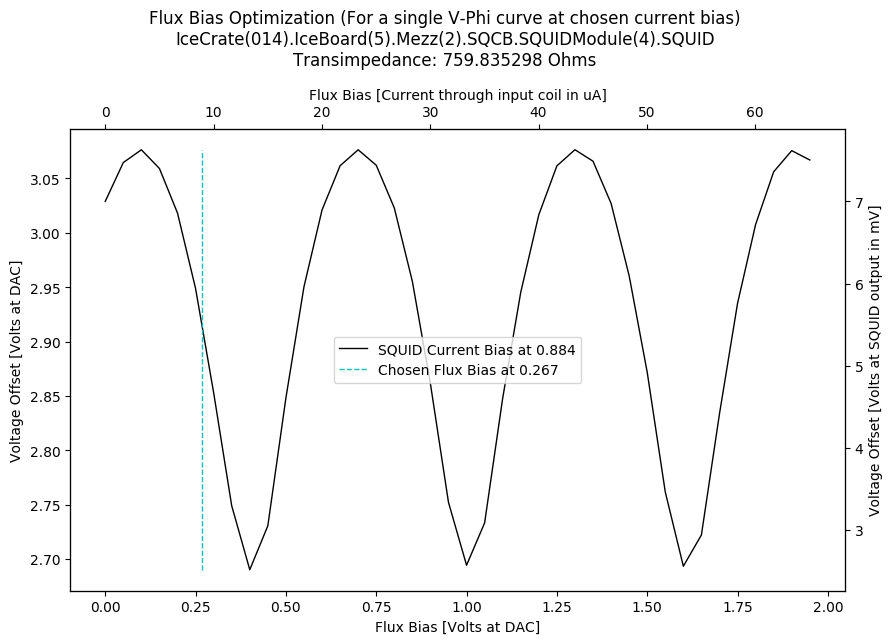 Flux Bias Optimization (For a single V-Phi curve at chosen current bias)
IceCrate(014).IceBoard(5).Mezz(2).SQCB.SQUIDModule(4).SQUID
Transimpedance: 759.835298 Ohms
Flux Bias [Current through input coil in uA]
0 10 20 30 40 50 60
Voltage Offset [Volts at DAC]
3.05
3.00
2.95
2.90
2.85
2.80
2.75
2.70
SQUID Current Bias at 0.884
Chosen Flux Bias at 0.267
7
6
5
4
3
Voltage Offset [Volts at SQUID output in mV]
0.00 0.25 0.50 0.75 1.00 1.25 1.50 1.75 2.00
Flux Bias [Volts at DAC]